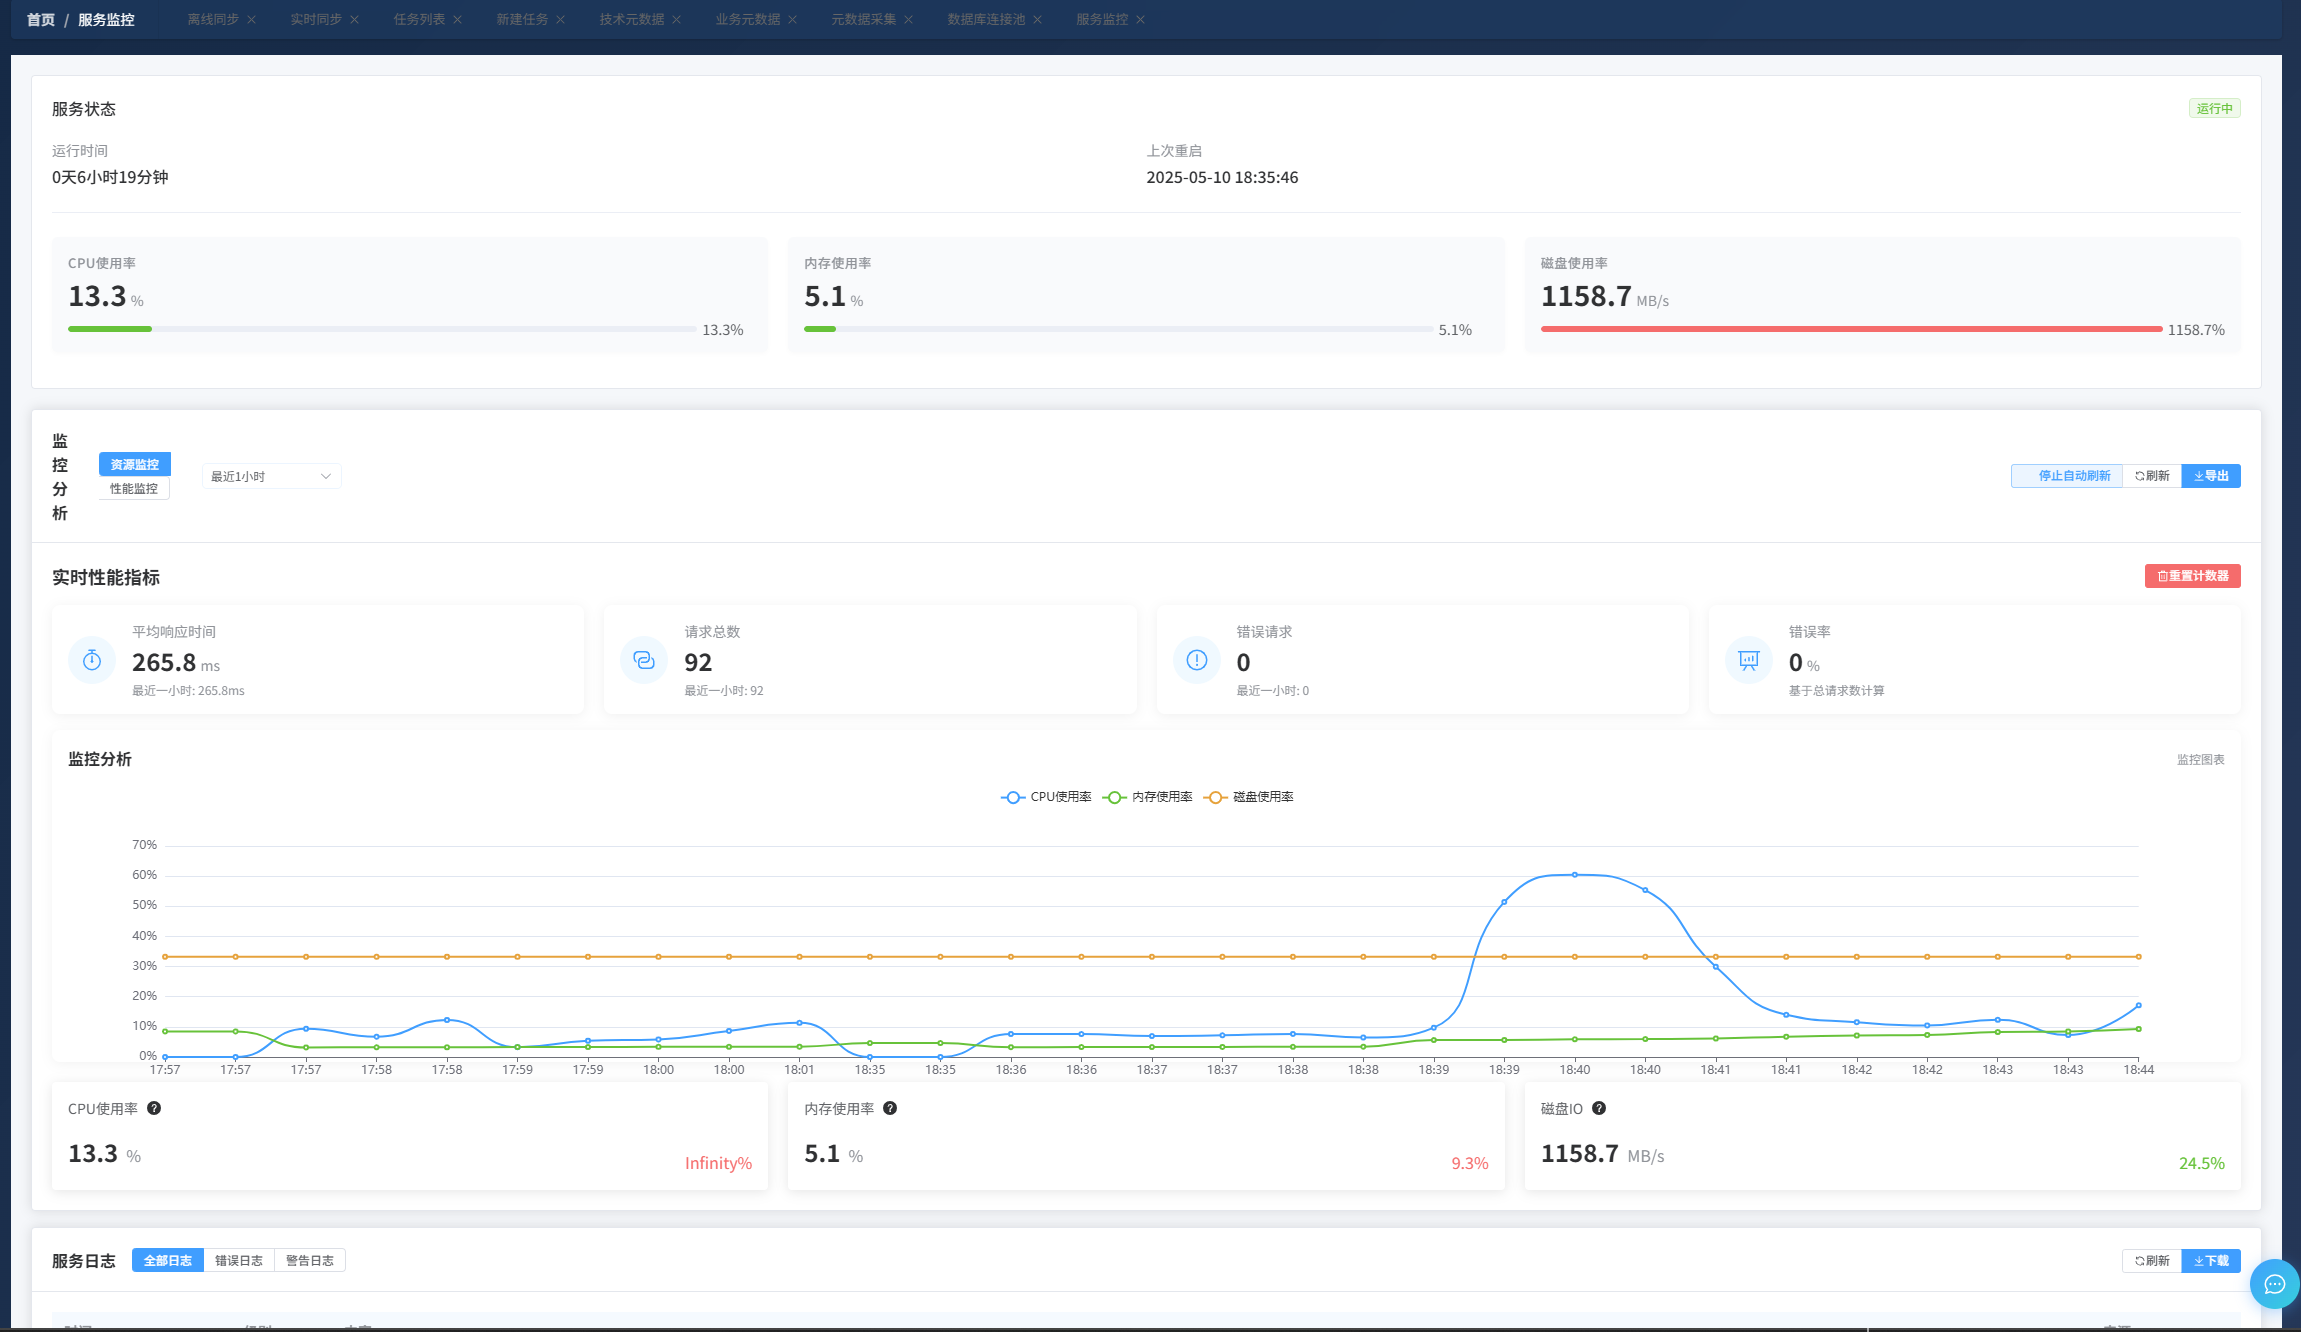 首页 / 服务监控 离线同步 × 实时同步 × 任务列表 × 新建任务 × 技术元数据 × 业务元数据 × 元数据采集 × 数据库连接池 × 服务监控 ×
服务状态 运行中
运行时间 上次重启
0天6小时19分钟 2025-05-10 18:35:46
CPU使用率 内存使用率 磁盘使用率
13.3 % 5.1 % 1158.7 MB/s
13.3% 5.1% 1158.7%
监控分析 资源监控 性能监控 最近1小时 停止自动刷新 刷新 导出
实时性能指标 重置计数器
平均响应时间 请求总数 错误请求 错误率
265.8 ms 92 0 0 %
最近一小时: 265.8ms 最近一小时: 92 最近一小时: 0 基于总请求数计算
监控分析 监控图表
CPU使用率 内存使用率 磁盘使用率
70%
60%
50%
40%
30%
20%
10%
0%
17:57 17:57 17:57 17:58 17:58 17:59 17:59 18:00 18:00 18:01 18:35 18:35 18:36 18:36 18:37 18:37 18:38 18:38 18:39 18:39 18:40 18:40 18:41 18:41 18:42 18:42 18:43 18:43 18:44
CPU使用率 ? 内存使用率 ? 磁盘IO ?
13.3 % 5.1 % 1158.7 MB/s
Infinity% 9.3% 24.5%
服务日志 全部日志 错误日志 警告日志 刷新 下载